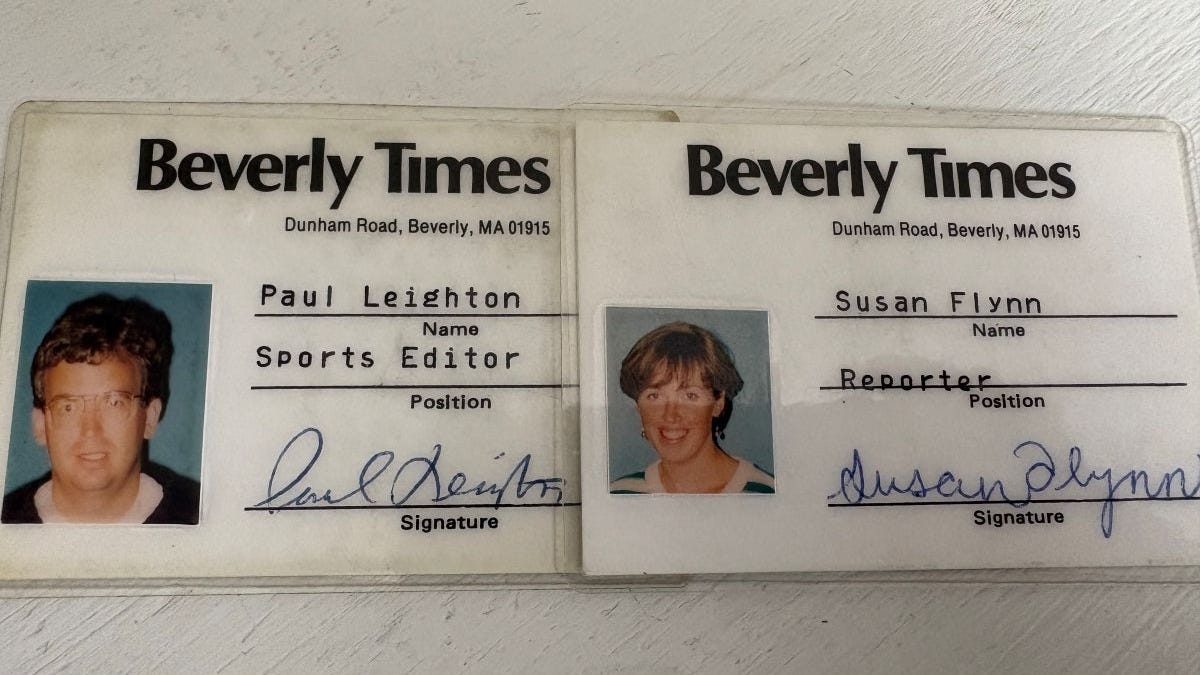 Beverly Times
Dunham Road, Beverly, MA 01915
Paul Leighton
Name
Sports Editor
Position
Paul Leighton
Signature
Beverly Times
Dunham Road, Beverly, MA 01915
Susan Flynn
Name
Reporter
Position
Susan Flynn
Signature